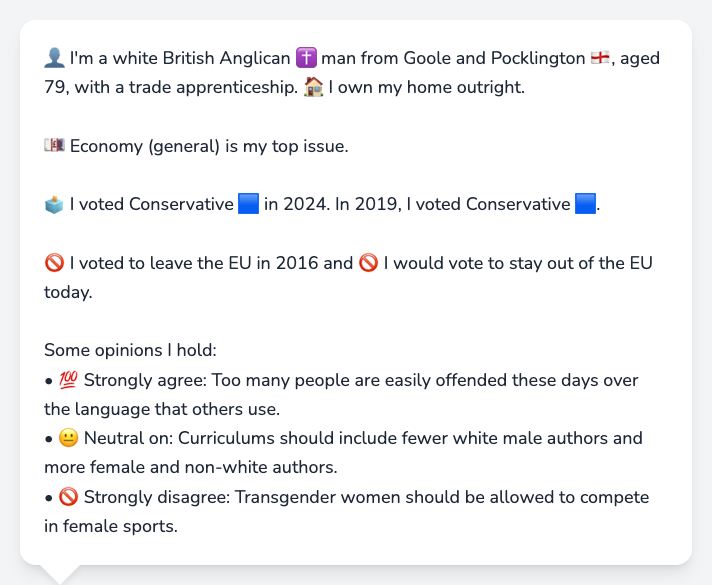 👤 I'm a white British Anglican ✝️ man from Goole and Pocklington 🏴󠁧󠁢󠁥󠁮󠁧󠁿, aged
79, with a trade apprenticeship. 🏠 I own my home outright.
💷 Economy (general) is my top issue.
🗳️ I voted Conservative 🟦 in 2024. In 2019, I voted Conservative 🟦.
🚫 I voted to leave the EU in 2016 and 🚫 I would vote to stay out of the EU
today.
Some opinions I hold:
• 💯 Strongly agree: Too many people are easily offended these days over
the language that others use.
• 😐 Neutral on: Curriculums should include fewer white male authors and
more female and non-white authors.
• 🚫 Strongly disagree: Transgender women should be allowed to compete
in female sports.